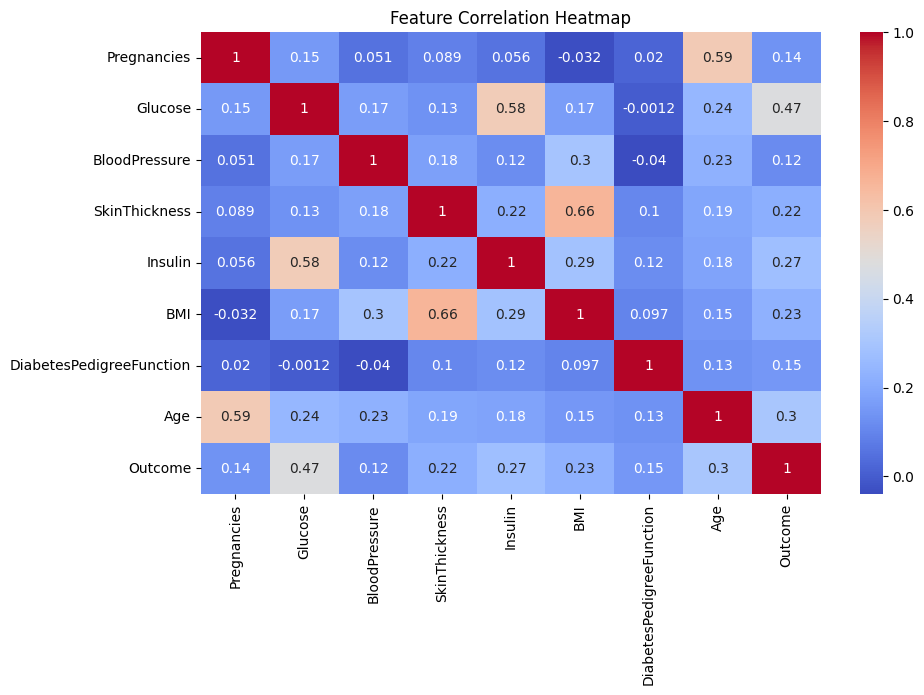 Feature Correlation Heatmap
Pregnancies 1 0.15 0.051 0.089 0.056 -0.032 0.02 0.59 0.14
Glucose 0.15 1 0.17 0.13 0.58 0.17 -0.0012 0.24 0.47
BloodPressure 0.051 0.17 1 0.18 0.12 0.3 -0.04 0.23 0.12
SkinThickness 0.089 0.13 0.18 1 0.22 0.66 0.1 0.19 0.22
Insulin 0.056 0.58 0.12 0.22 1 0.29 0.12 0.18 0.27
BMI -0.032 0.17 0.3 0.66 0.29 1 0.097 0.15 0.23
DiabetesPedigreeFunction 0.02 -0.0012 -0.04 0.1 0.12 0.097 1 0.13 0.15
Age 0.59 0.24 0.23 0.19 0.18 0.15 0.13 1 0.3
Outcome 0.14 0.47 0.12 0.22 0.27 0.23 0.15 0.3 1
Pregnancies
Glucose
BloodPressure
SkinThickness
Insulin
BMI
DiabetesPedigreeFunction
Age
Outcome
1.0
0.8
0.6
0.4
0.2
0.0